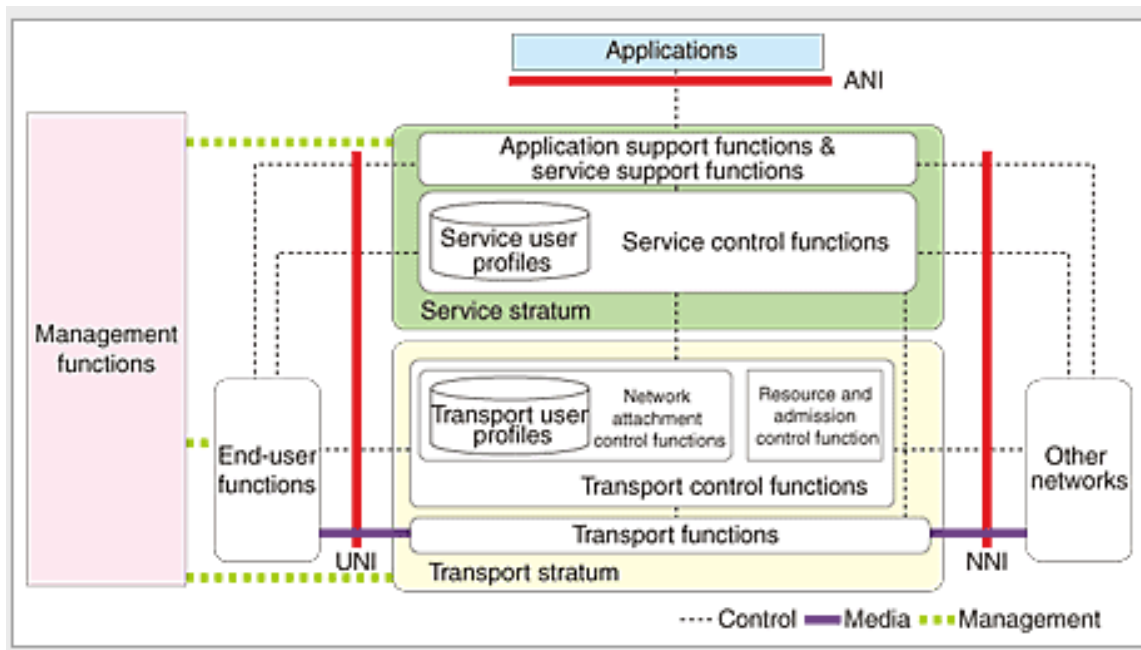 Applications
ANI
Application support functions &
service support functions
Service user
profiles
Service control functions
Service stratum
Management
functions
Transport user
profiles
Network
attachment
control functions
Resource and
admission
control function
End-user
functions
Other
networks
Transport control functions
Transport functions
UNI
NNI
Transport stratum
Control
Media
Management